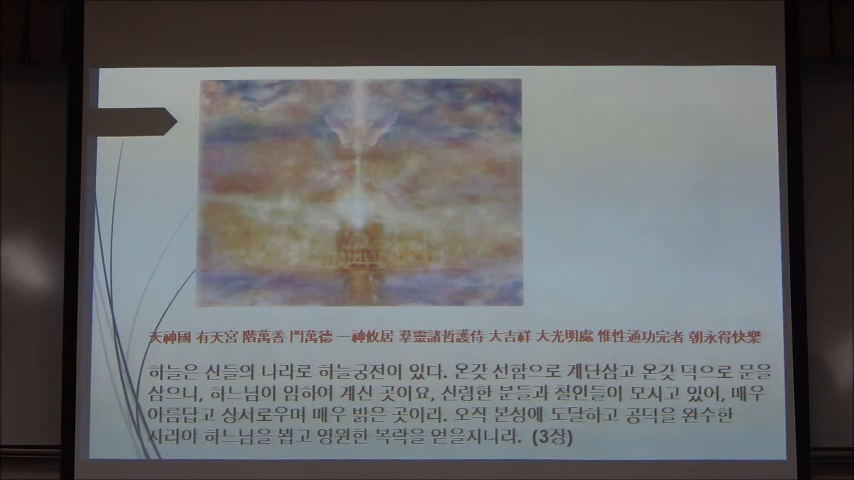 天神國 有天宮 階萬善 門萬德 一神攸居 羣靈諸哲護侍 大吉祥 大光明處 惟性通功完者 朝永得快樂
하늘은 신들의 나라로 하늘궁전이 있다. 온갖 선함으로 계단삼고 온갖 덕으로 문을
삼으니, 하느님이 임하여 계신 곳이요, 신령한 분들과 철인들이 모시고 있어, 매우
아름답고 상서로우며 매우 밝은 곳이라. 오직 본성에 도달하고 공덕을 완수한
자라야 하느님을 뵙고 영원한 복락을 얻을지니라. (3장)